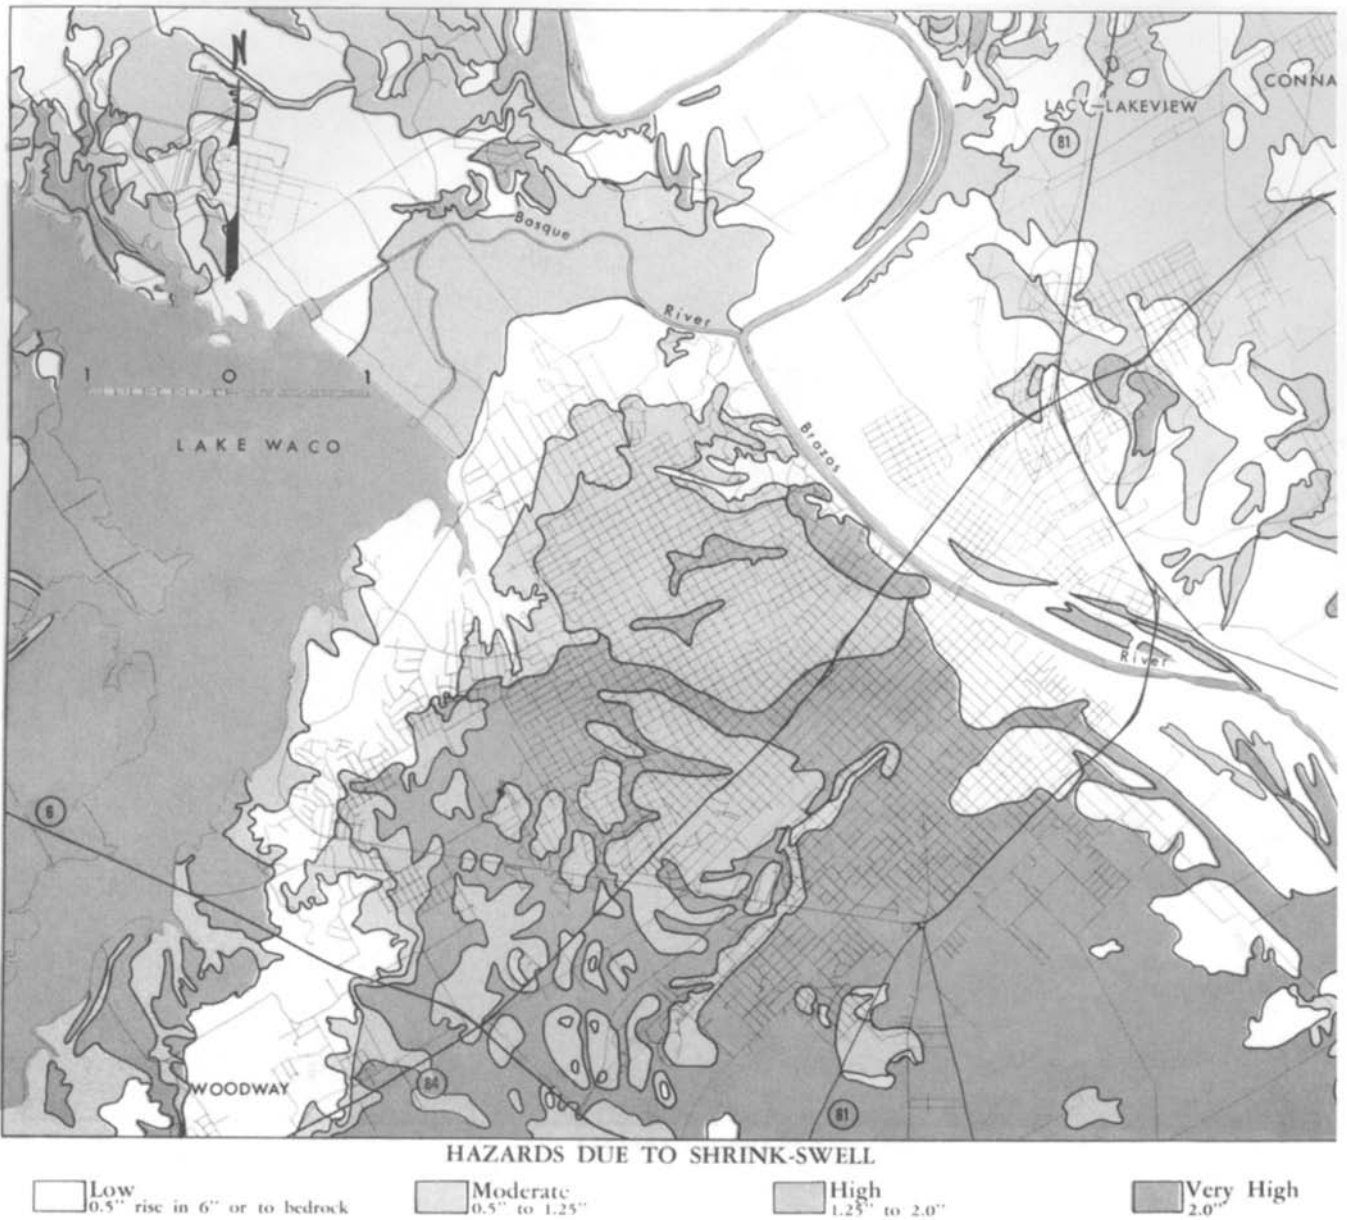 N
CONNA
LACY-LAKEVIEW
81
Bosque
River
1 0 1
LAKE WACO
Brazos
River
6
WOODWAY
84
81
HAZARDS DUE TO SHRINK-SWELL
Low Moderate High Very High
0.5" rise in 6" or to bedrock 0.5" to 1.25" 1.25" to 2.0" 2.0"